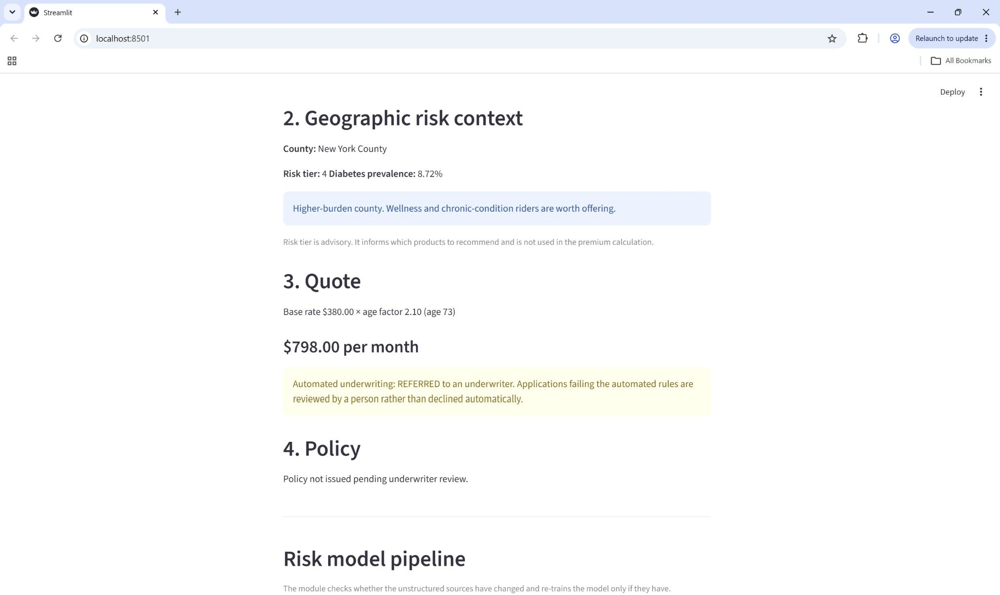 Streamlit
localhost:8501
Relaunch to update
All Bookmarks
Deploy
2. Geographic risk context
County: New York County
Risk tier: 4 Diabetes prevalence: 8.72%
Higher-burden county. Wellness and chronic-condition riders are worth offering.
Risk tier is advisory. It informs which products to recommend and is not used in the premium calculation.
3. Quote
Base rate $380.00 × age factor 2.10 (age 73)
$798.00 per month
Automated underwriting: REFERRED to an underwriter. Applications failing the automated rules are
reviewed by a person rather than declined automatically.
4. Policy
Policy not issued pending underwriter review.
Risk model pipeline
The module checks whether the unstructured sources have changed and re-trains the model only if they have.